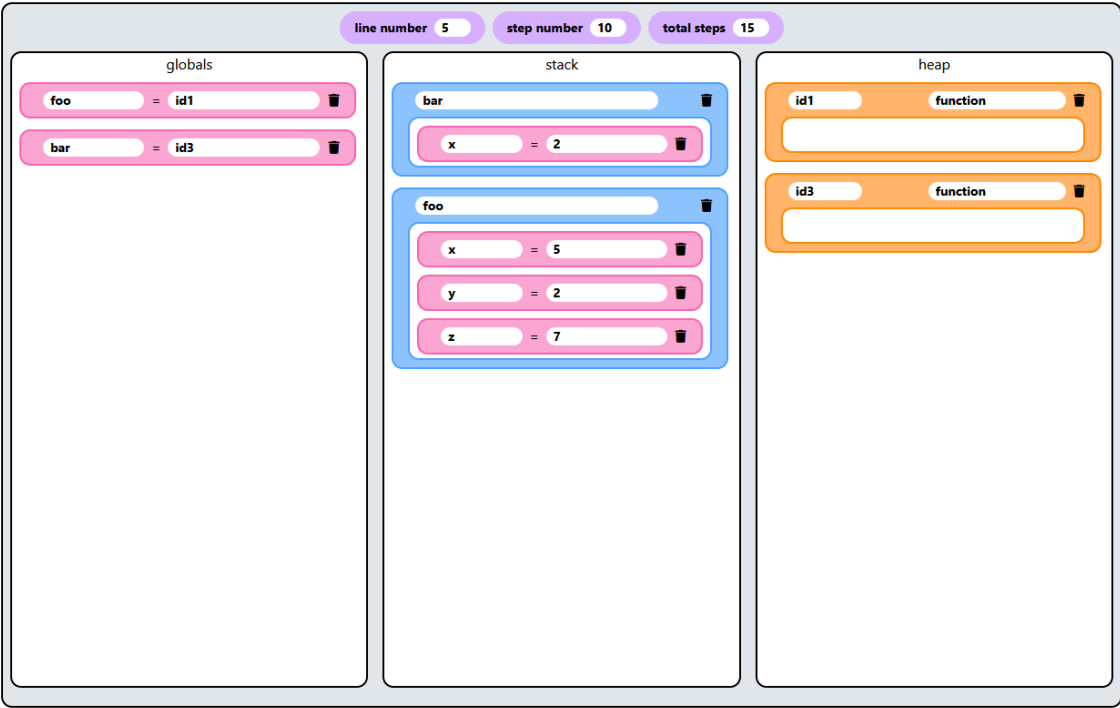 line number 5 step number 10 total steps 15
globals
foo = id1
bar = id3
stack
bar
x = 2
foo
x = 5
y = 2
z = 7
heap
id1 function
id3 function